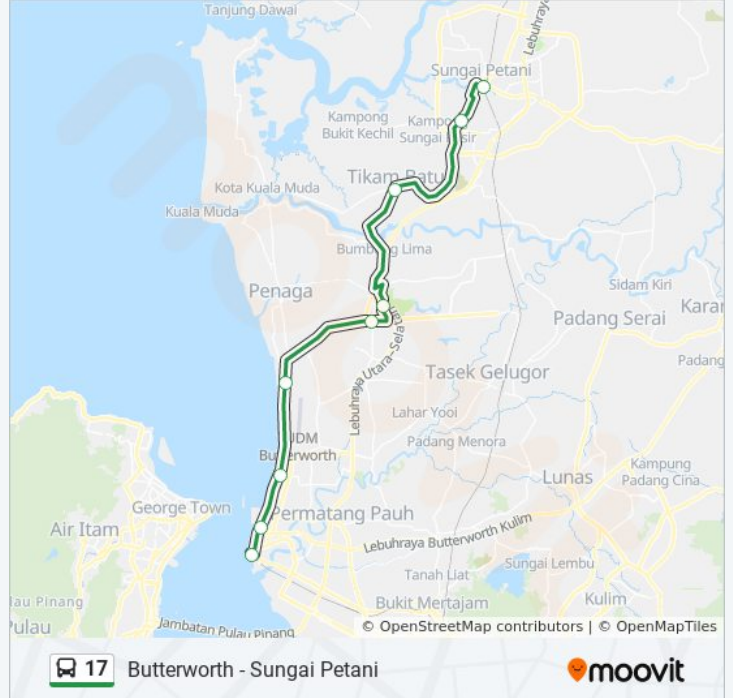 Tanjung Dawai
Lebuhraya
Sungai Petani
Kampong
Bukit Kechil
Sungai
Tikam Batu
Kota Kuala Muda
Kuala Muda
Bumbong Lima
Penaga
Sidam Kiri
Padang Serai
Karan
Padang
Lebuhraya Utara-Selatan
Tasek Gelugor
Lahar Yooi
Padang Menora
Butterworth
Lunas
Kampung
Padang Cina
George Town
Permatang Pauh
Air Itam
Lebuhraya Butterworth Kulim
Sungai Lembu
Tanah Liat
Kulim
Bukit Mertajam
Pulau Pinang
Pulau
Jambatan Pulau Pinang
© OpenStreetMap contributors | © OpenMapTiles
17 Butterworth - Sungai Petani
moovit